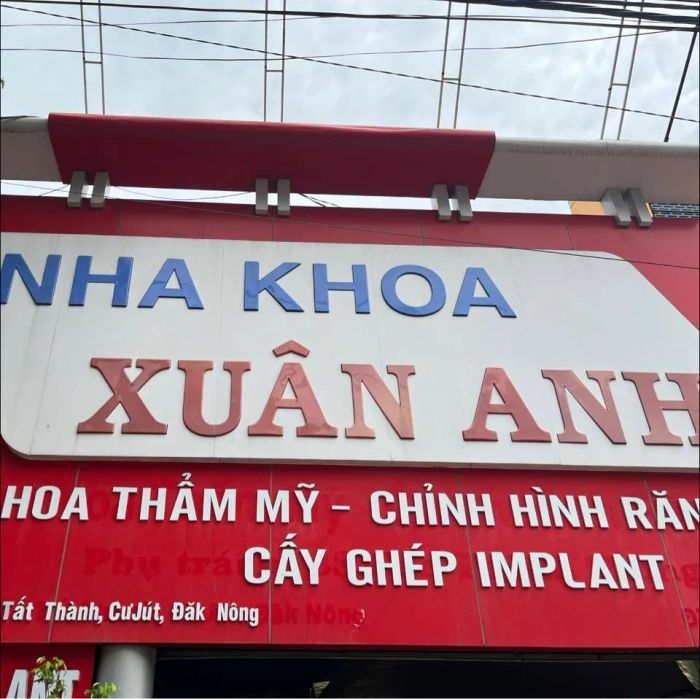 NHA KHOA
XUÂN ANH
HOA THẨM MỸ - CHỈNH HÌNH RĂN
CẤY GHÉP IMPLANT
Tất Thành, CưJút, Đăk Nông